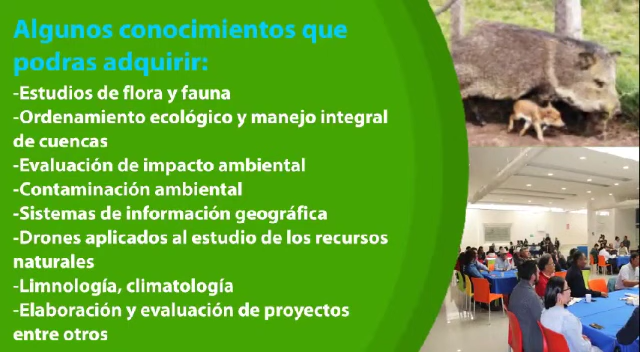 Algunos conocimientos que
podras adquirir:
-Estudios de flora y fauna
-Ordenamiento ecológico y manejo integral
de cuencas
-Evaluación de impacto ambiental
-Contaminación ambiental
-Sistemas de información geográfica
-Drones aplicados al estudio de los recursos
naturales
-Limnología, climatología
-Elaboración y evaluación de proyectos
entre otros